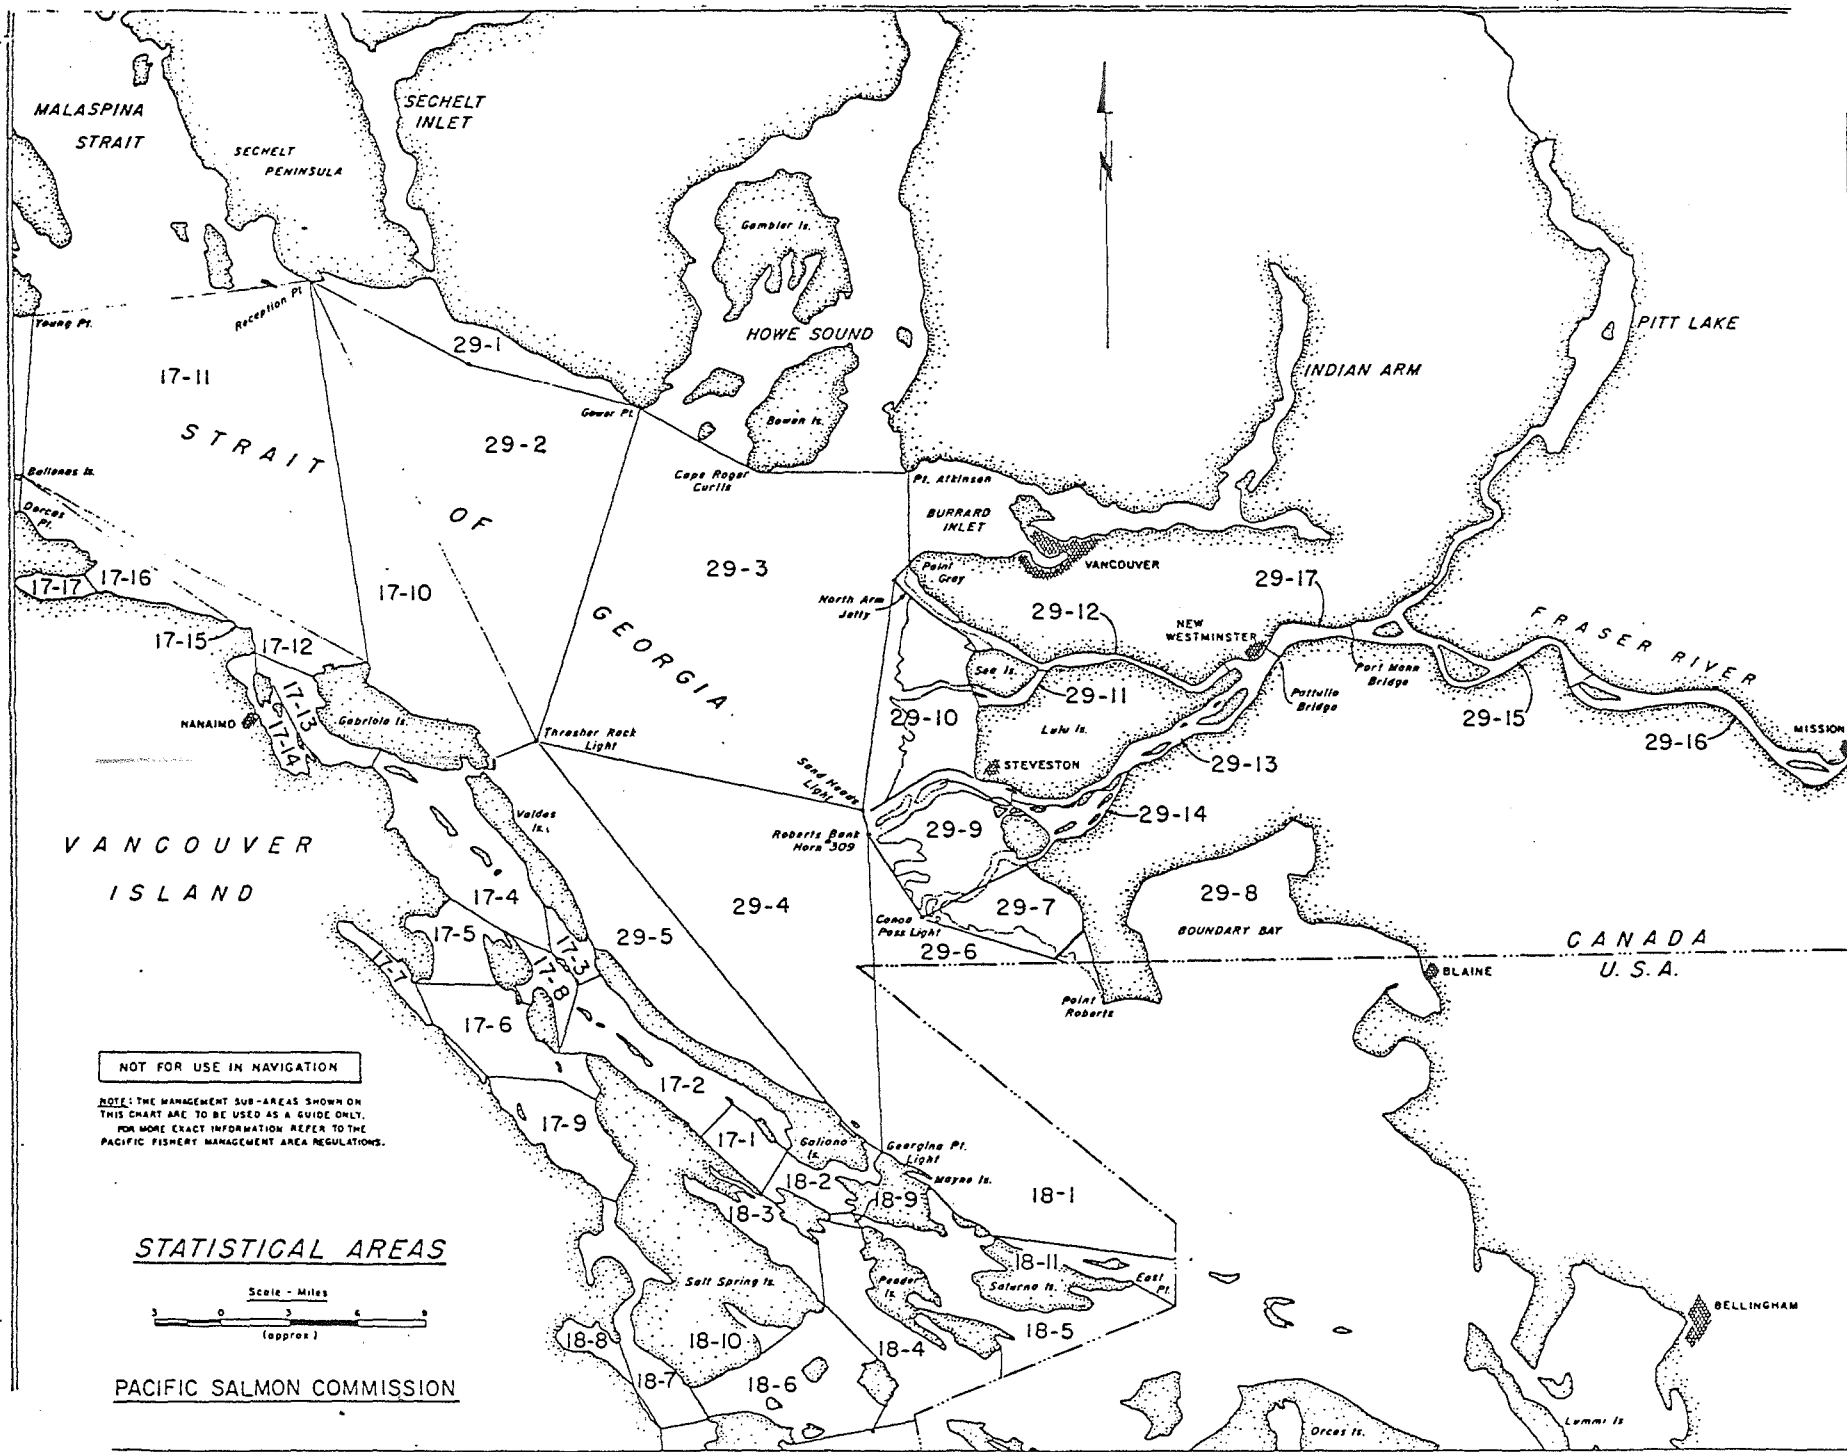 MALASPINA
STRAIT
SECHELT
PENINSULA
SECHELT
INLET
Gambier Is.
HOWE SOUND
PITT LAKE
INDIAN ARM
N
Young Pt.
Reception Pt
29-1
17-11
STRAIT
OF
GEORGIA
Gower Pt.
29-2
Bowen Is.
Cape Roger
Curtis
Pt. Atkinson
BURRARD
INLET
VANCOUVER
Point
Grey
North Arm
Jetty
Ballenas Is.
Dorcas
Pt.
17-17
17-16
17-10
29-3
29-12
29-17
NEW
WESTMINSTER
FRASER RIVER
17-15
17-12
17-13
17-14
NANAIMO
Gabriola Is.
Thrasher Rock
Light
Sea Is.
29-11
29-10
Lulu Is.
Port Mann
Bridge
Pattullo
Bridge
29-15
29-16
MISSION
Sand Heads
Light
STEVESTON
29-13
29-14
29-9
Roberts Bank
Horn #309
VANCOUVER
ISLAND
Valdes
Is.
17-4
17-5
17-3
17-7
17-8
17-6
29-5
29-4
Canoe
Pass Light
29-7
29-6
29-8
BOUNDARY BAY
CANADA
U.S.A.
BLAINE
Point
Roberts
NOT FOR USE IN NAVIGATION
NOTE: THE MANAGEMENT SUB-AREAS SHOWN ON
THIS CHART ARE TO BE USED AS A GUIDE ONLY.
FOR MORE EXACT INFORMATION REFER TO THE
PACIFIC FISHERY MANAGEMENT AREA REGULATIONS.
17-2
17-9
17-1
Galiano
Is.
Georgina Pt.
Light
Mayne Is.
18-2
18-9
18-1
18-3
STATISTICAL AREAS
Scale - Miles
3 0 3 6 9
(approx)
Salt Spring Is.
Pender
Is.
18-11
Saturna Is.
East
Pt.
18-8
18-10
18-4
18-5
18-7
18-6
BELLINGHAM
Lummi Is
Orcas Is.
PACIFIC SALMON COMMISSION